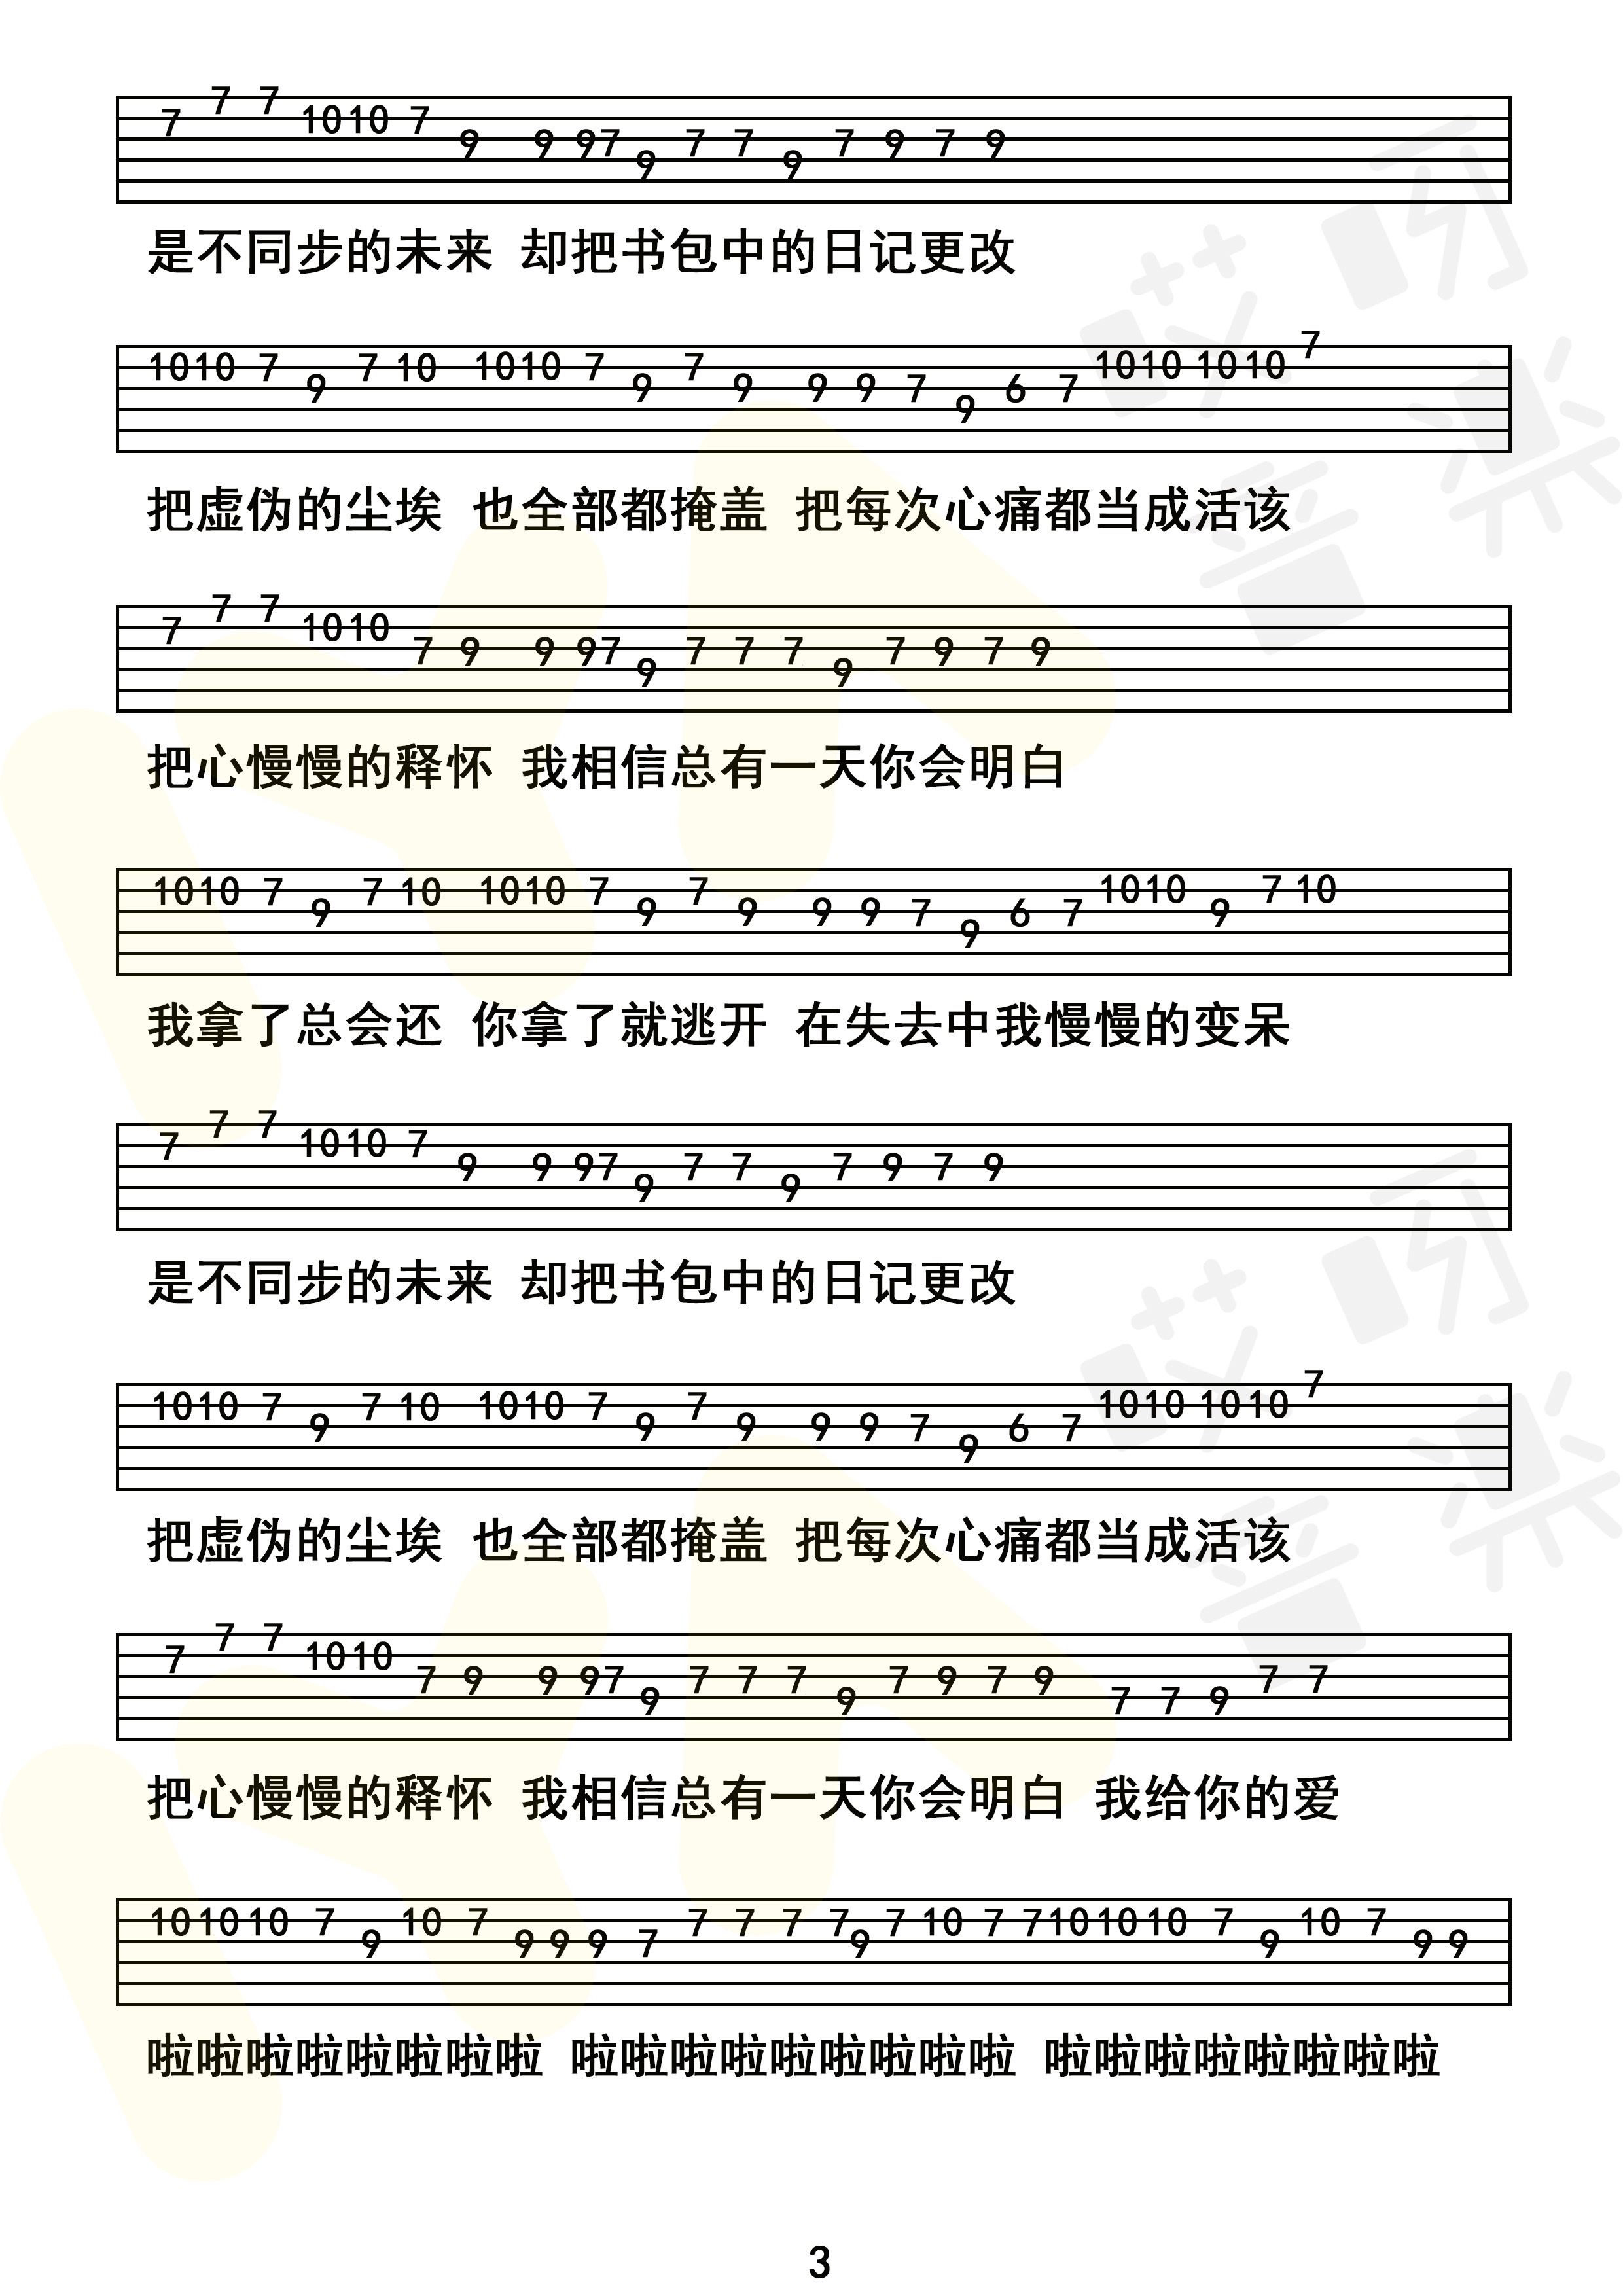 7 7 7 1010 7 9 9 97 9 7 7 9 7 9 7 9
是不同步的未来 却把书包中的日记更改
1010 7 9 7 10 1010 7 9 7 9 9 9 7 9 6 7 1010 1010 7
把虚伪的尘埃 也全部都掩盖 把每次心痛都当成活该
7 7 7 1010 7 9 9 97 9 7 7 7 9 7 9 7 9
把心慢慢的释怀 我相信总有一天你会明白
1010 7 9 7 10 1010 7 9 7 9 9 9 7 9 6 7 1010 9 7 10
我拿了总会还 你拿了就逃开 在失去中我慢慢的变呆
7 7 7 1010 7 9 9 97 9 7 7 9 7 9 7 9
是不同步的未来 却把书包中的日记更改
1010 7 9 7 10 1010 7 9 7 9 9 9 7 9 6 7 1010 1010 7
把虚伪的尘埃 也全部都掩盖 把每次心痛都当成活该
7 7 7 1010 7 9 9 97 9 7 7 7 9 7 9 7 9 7 7 9 7 7
把心慢慢的释怀 我相信总有一天你会明白 我给你的爱
101010 7 9 10 7 9 9 9 7 7 7 7 79 7 10 7 7101010 7 9 10 7 9 9
啦啦啦啦啦啦啦啦 啦啦啦啦啦啦啦啦啦 啦啦啦啦啦啦啦啦
3
哎呀音乐
哎呀音乐